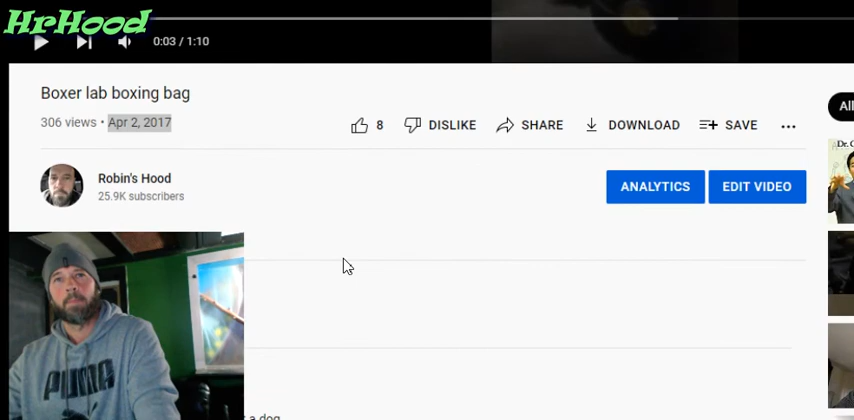 HrHood
0:03 / 1:10
Boxer lab boxing bag
306 views • Apr 2, 2017
8 DISLIKE SHARE DOWNLOAD SAVE
All
Dr.
Robin's Hood
25.9K subscribers
ANALYTICS EDIT VIDEO
PUMA
a dog